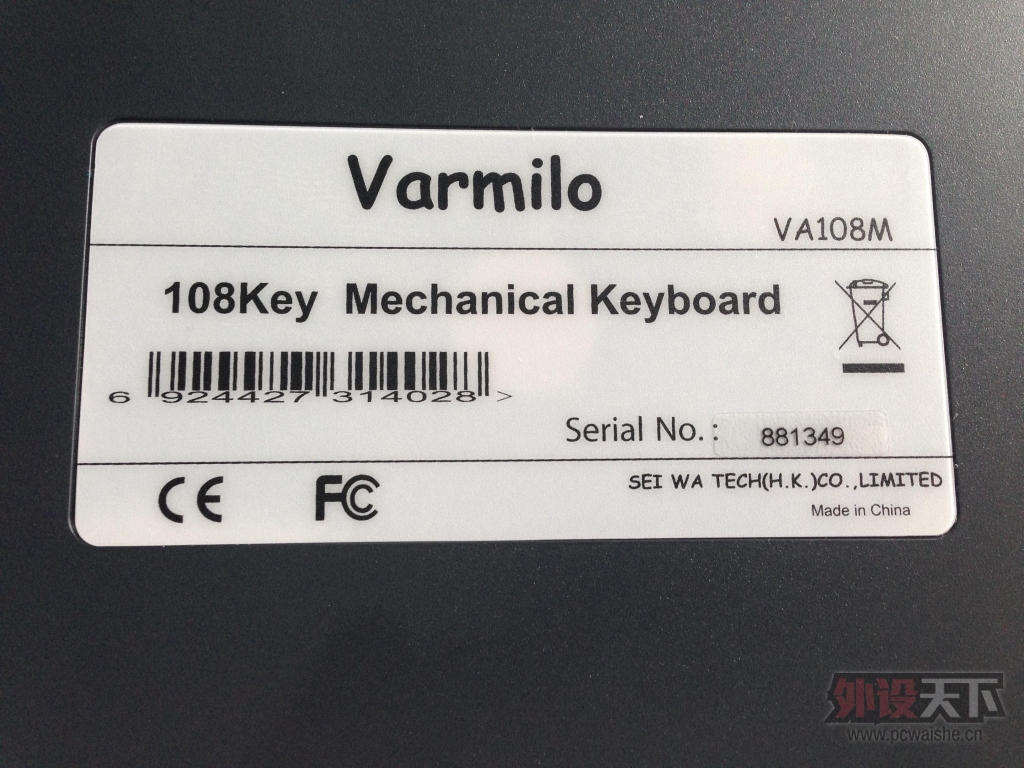 Varmilo
VA108M
108Key Mechanical Keyboard
6 924427 314028 >
Serial No. : 881349
CE FC
SEI WA TECH(H.K.)CO.,LIMITED
Made in China
外设天下
www.pcwaishe.cn